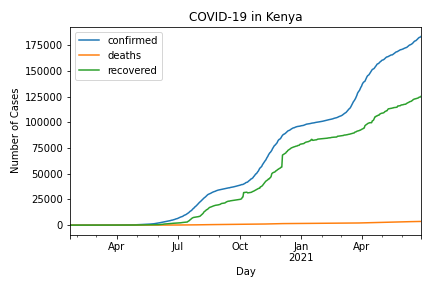 COVID-19 in Kenya
confirmed
deaths
recovered
Number of Cases
175000
150000
125000
100000
75000
50000
25000
0
Apr Jul Oct Jan Apr
2021
Day